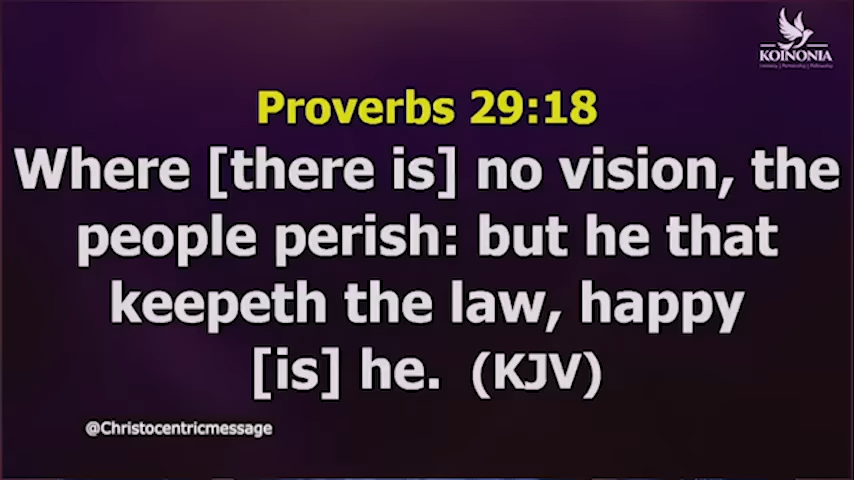 KOINONIA
Proverbs 29:18
Where [there is] no vision, the
people perish: but he that
keepeth the law, happy
[is] he. (KJV)
@Christocentricmessage